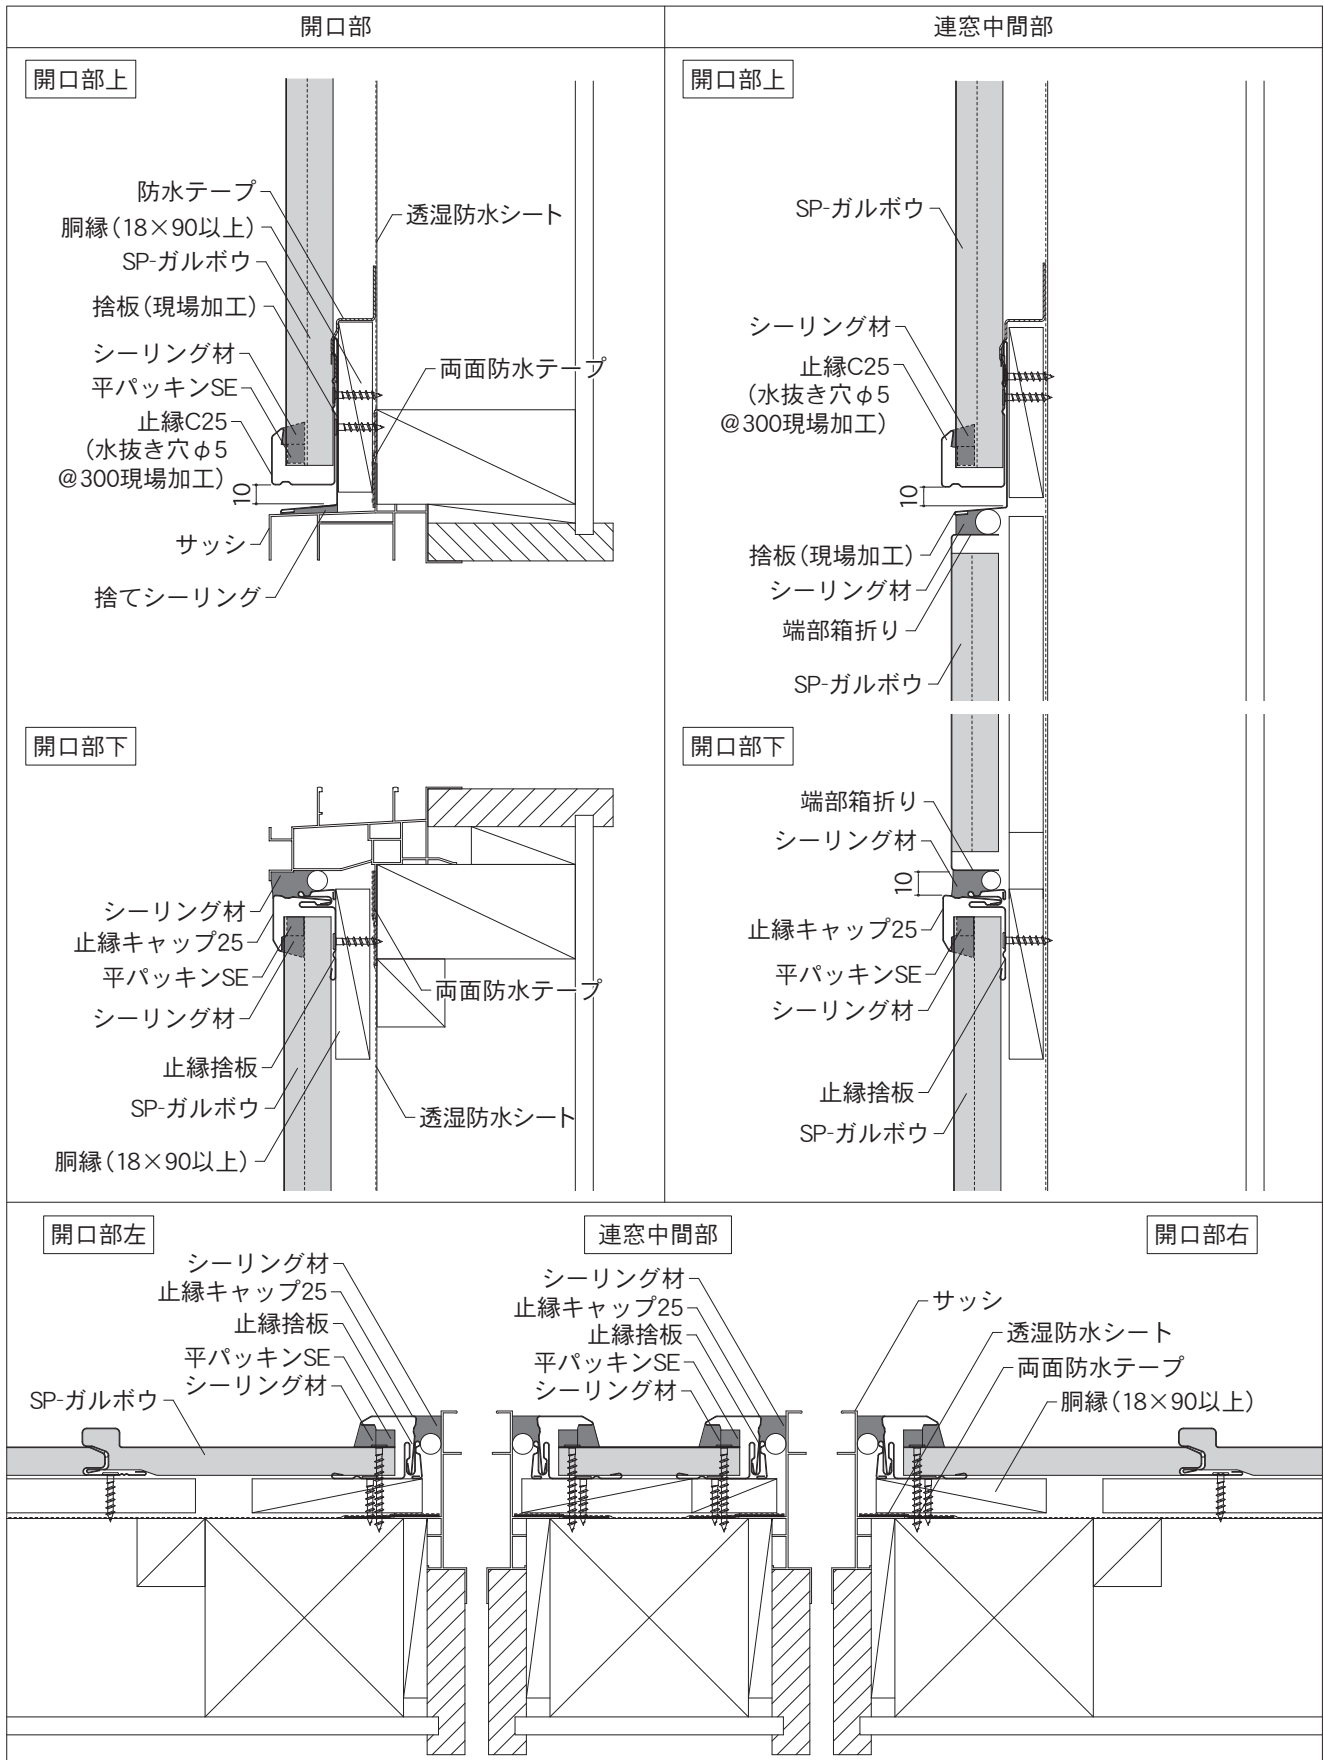 開口部
連窓中間部
開口部上
防水テープ
胴縁(18×90以上)
SP-ガルボウ
捨板(現場加工)
シーリング材
平パッキンSE
止縁C25
(水抜き穴φ5
@300現場加工)
10
サッシ
捨てシーリング
透湿防水シート
両面防水テープ
開口部上
SP-ガルボウ
シーリング材
止縁C25
(水抜き穴φ5
@300現場加工)
10
捨板(現場加工)
シーリング材
端部箱折り
SP-ガルボウ
開口部下
シーリング材
止縁キャップ25
平パッキンSE
シーリング材
止縁捨板
SP-ガルボウ
胴縁(18×90以上)
両面防水テープ
透湿防水シート
開口部下
端部箱折り
シーリング材
10
止縁キャップ25
平パッキンSE
シーリング材
止縁捨板
SP-ガルボウ
開口部左
シーリング材
止縁キャップ25
止縁捨板
平パッキンSE
シーリング材
SP-ガルボウ
連窓中間部
シーリング材
止縁キャップ25
止縁捨板
平パッキンSE
シーリング材
開口部右
サッシ
透湿防水シート
両面防水テープ
胴縁(18×90以上)